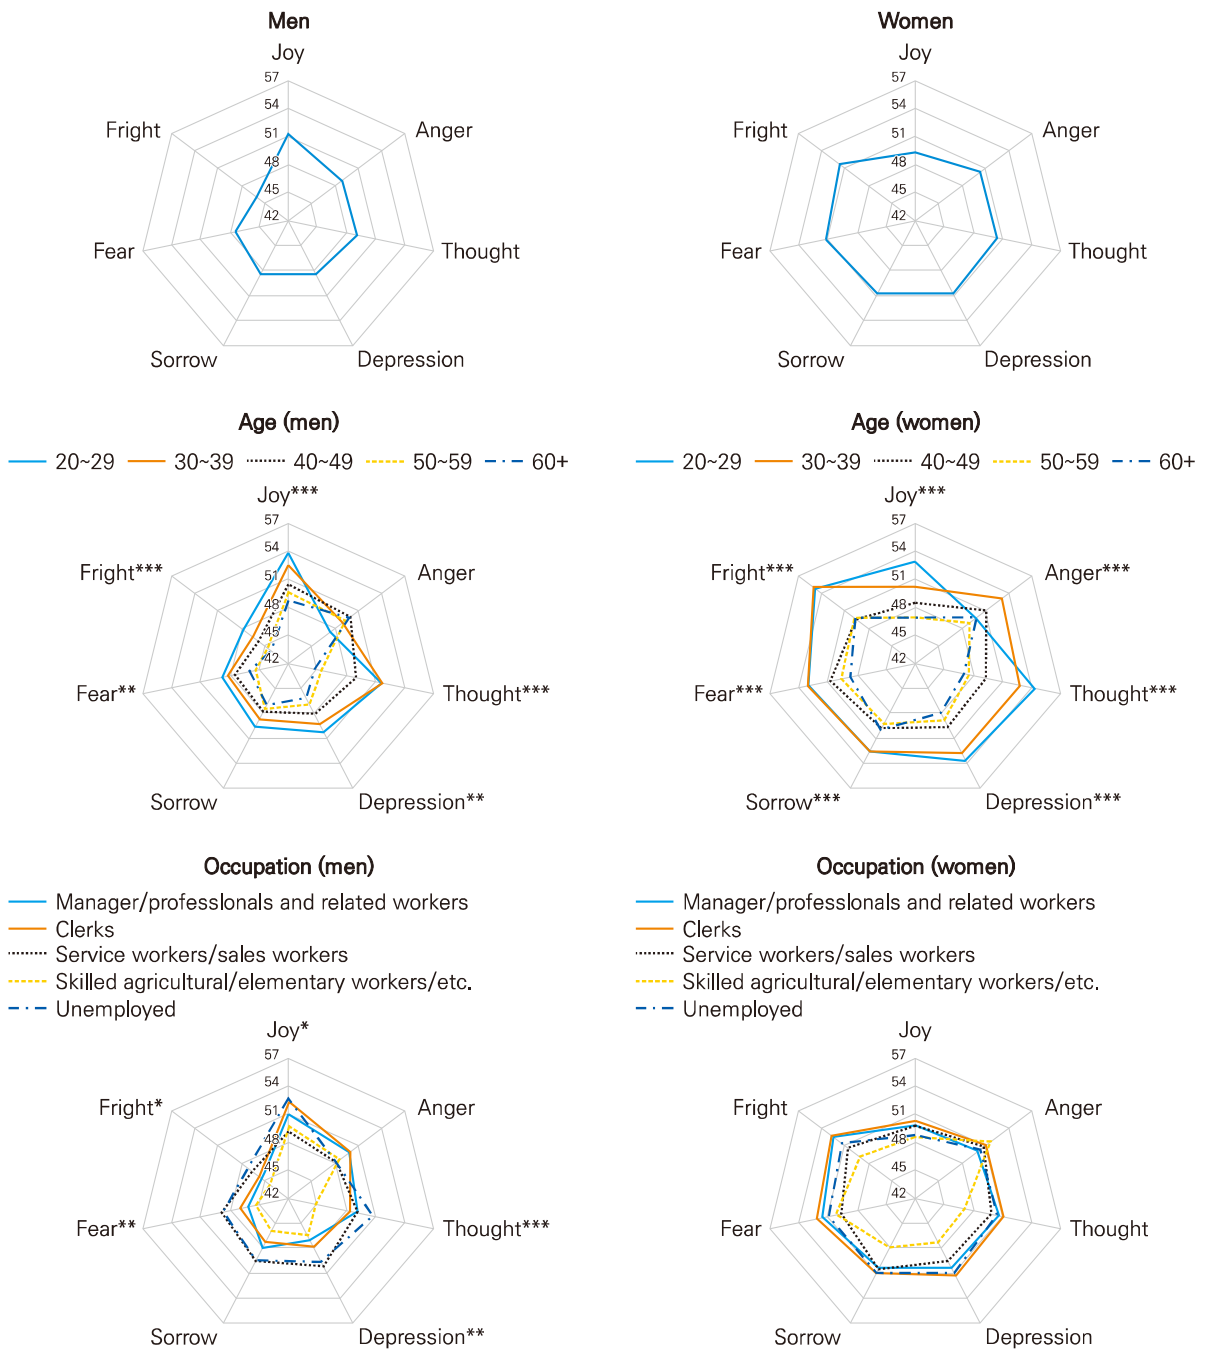 Men
Joy
57
54
51
48
45
42
Fright
Anger
Fear
Thought
Sorrow
Depression
Women
Joy
57
54
51
48
45
42
Fright
Anger
Fear
Thought
Sorrow
Depression
Age (men)
20~29 30~39 40~49 50~59 60+
Joy***
57
54
51
48
45
42
Fright***
Anger
Fear**
Thought***
Sorrow
Depression**
Age (women)
20~29 30~39 40~49 50~59 60+
Joy***
57
54
51
48
45
42
Fright***
Anger***
Fear***
Thought***
Sorrow***
Depression***
Occupation (men)
Manager/professionals and related workers
Clerks
Service workers/sales workers
Skilled agricultural/elementary workers/etc.
Unemployed
Joy*
57
54
51
48
45
42
Fright*
Anger
Fear**
Thought***
Sorrow
Depression**
Occupation (women)
Manager/professionals and related workers
Clerks
Service workers/sales workers
Skilled agricultural/elementary workers/etc.
Unemployed
Joy
57
54
51
48
45
42
Fright
Anger
Fear
Thought
Sorrow
Depression